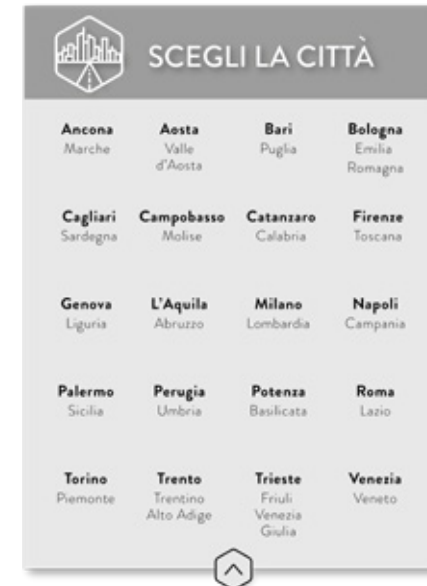 SCEGLI LA CITTÀ
Ancona
Marche
Aosta
Valle
d'Aosta
Bari
Puglia
Bologna
Emilia
Romagna
Cagliari
Sardegna
Campobasso
Molise
Catanzaro
Calabria
Firenze
Toscana
Genova
Liguria
L'Aquila
Abruzzo
Milano
Lombardia
Napoli
Campania
Palermo
Sicilia
Perugia
Umbria
Potenza
Basilicata
Roma
Lazio
Torino
Piemonte
Trento
Trentino
Alto Adige
Trieste
Friuli
Venezia
Giulia
Venezia
Veneto